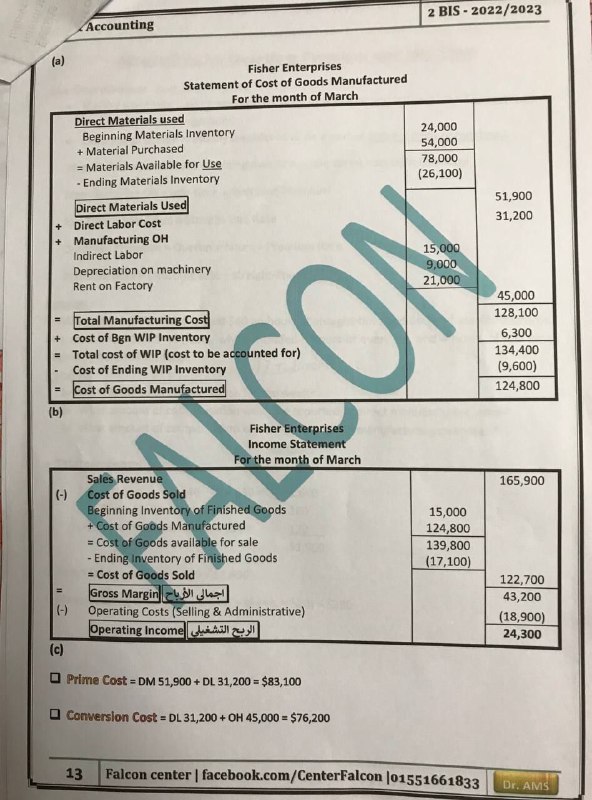 Accounting
2 BIS - 2022/2023
(a)
Fisher Enterprises
Statement of Cost of Goods Manufactured
For the month of March
Direct Materials used
Beginning Materials Inventory 24,000
+ Material Purchased 54,000
= Materials Available for Use 78,000
- Ending Materials Inventory (26,100)
Direct Materials Used 51,900
+ Direct Labor Cost 31,200
+ Manufacturing OH
Indirect Labor 15,000
Depreciation on machinery 9,000
Rent on Factory 21,000
45,000
= Total Manufacturing Cost 128,100
+ Cost of Bgn WIP Inventory 6,300
= Total cost of WIP (cost to be accounted for) 134,400
- Cost of Ending WIP Inventory (9,600)
= Cost of Goods Manufactured 124,800
(b)
Fisher Enterprises
Income Statement
For the month of March
Sales Revenue 165,900
(-) Cost of Goods Sold
Beginning Inventory of Finished Goods 15,000
+ Cost of Goods Manufactured 124,800
= Cost of Goods available for sale 139,800
- Ending Inventory of Finished Goods (17,100)
= Cost of Goods Sold 122,700
= Gross Margin اجمالي الأرباح 43,200
(-) Operating Costs (Selling & Administrative) (18,900)
Operating Income الربح التشغيلي 24,300
(c)
Prime Cost = DM 51,900 + DL 31,200 = $83,100
Conversion Cost = DL 31,200 + OH 45,000 = $76,200
FALCON
13 Falcon center | facebook.com/CenterFalcon |01551661833 Dr. AMS